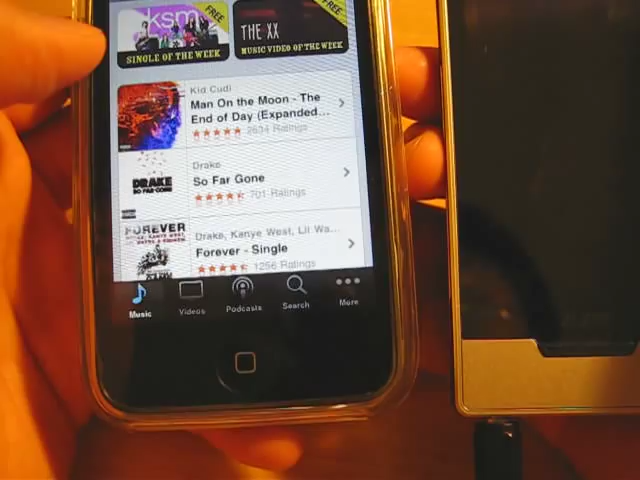 ksm
FREE
SINGLE OF THE WEEK
THE XX
FREE
MUSIC VIDEO OF THE WEEK
Kid Cudi
Man On the Moon - The
End of Day (Expanded...
2634 Ratings
DRAKE
SO FAR GONE
Drake
So Far Gone
701 Ratings
FOREVER
Drake, Kanye West, Lil Wa...
Forever - Single
1256 Ratings
Music
Videos
Podcasts
Search
More